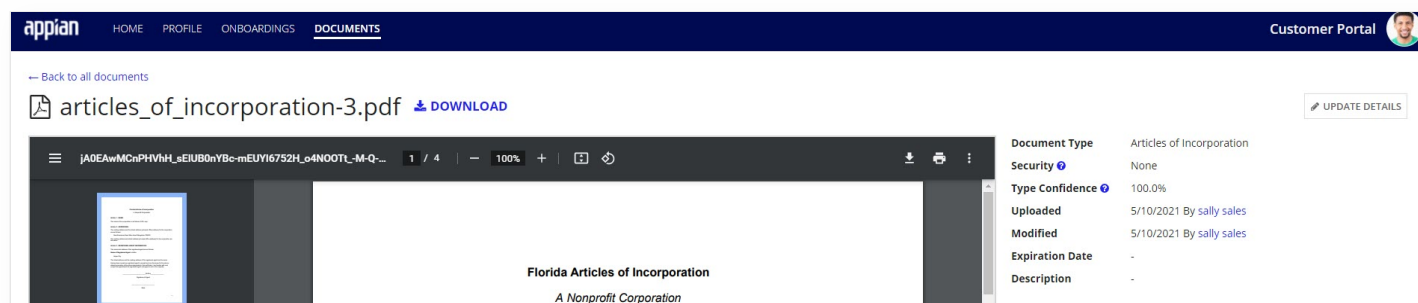 appian HOME PROFILE ONBOARDINGS DOCUMENTS Customer Portal
← Back to all documents
articles_of_incorporation-3.pdf DOWNLOAD
UPDATE DETAILS
1 / 4 | − 100% + |
Florida Articles of Incorporation
A Nonprofit Corporation
Document Type Articles of Incorporation
Security None
Type Confidence 100.0%
Uploaded 5/10/2021 By sally sales
Modified 5/10/2021 By sally sales
Expiration Date -
Description -